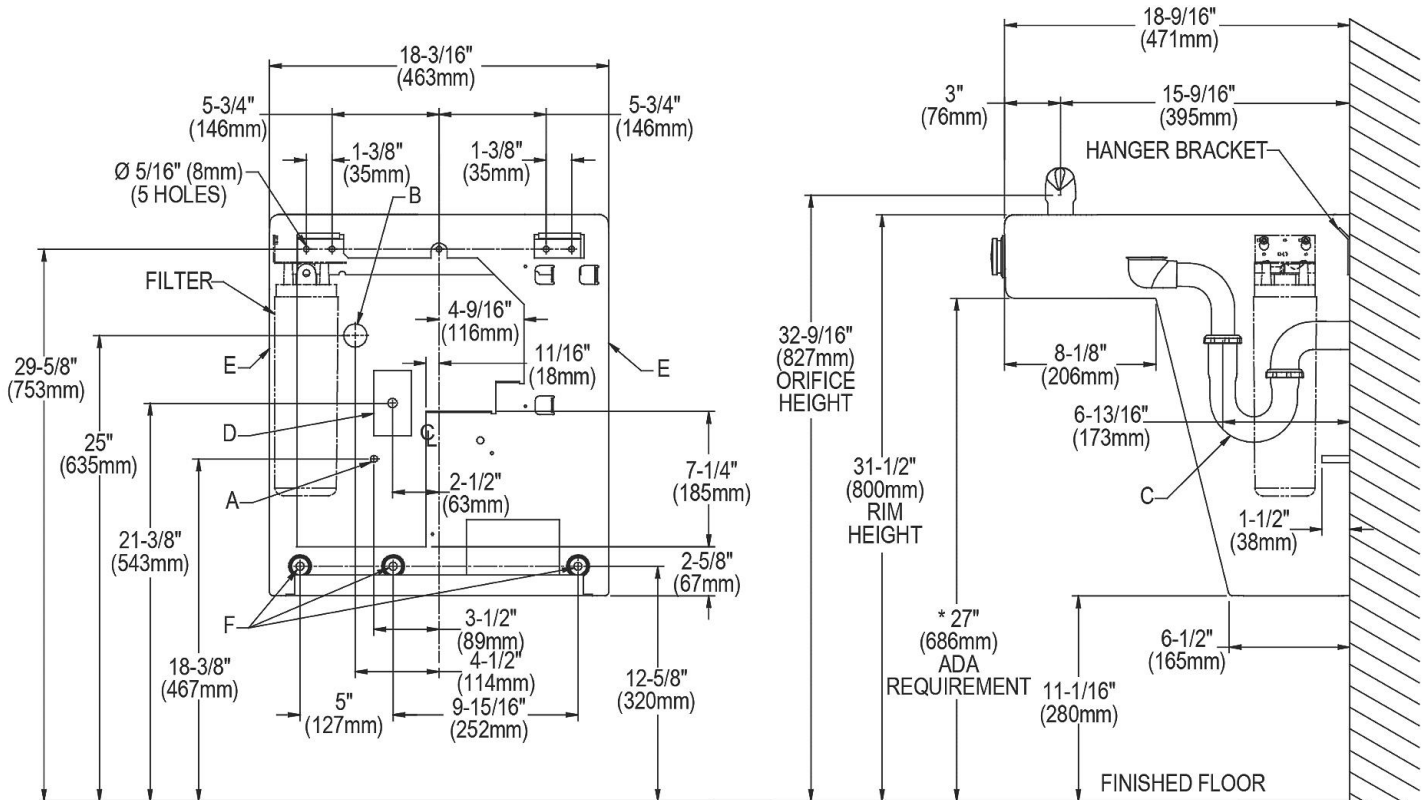 18-3/16"
(463mm)
5-3/4"
(146mm)
5-3/4"
(146mm)
1-3/8"
(35mm)
1-3/8"
(35mm)
Ø 5/16" (8mm)
(5 HOLES)
B
FILTER
4-9/16"
(116mm)
11/16"
(18mm)
E
E
29-5/8"
(753mm)
25"
(635mm)
D
CL
A
2-1/2"
(63mm)
7-1/4"
(185mm)
21-3/8"
(543mm)
2-5/8"
(67mm)
F
3-1/2"
(89mm)
4-1/2"
(114mm)
18-3/8"
(467mm)
12-5/8"
(320mm)
5"
(127mm)
9-15/16"
(252mm)
18-9/16"
(471mm)
3"
(76mm)
15-9/16"
(395mm)
HANGER BRACKET
32-9/16"
(827mm)
ORIFICE
HEIGHT
8-1/8"
(206mm)
6-13/16"
(173mm)
31-1/2"
(800mm)
RIM
HEIGHT
C
1-1/2"
(38mm)
* 27"
(686mm)
ADA
REQUIREMENT
6-1/2"
(165mm)
11-1/16"
(280mm)
FINISHED FLOOR